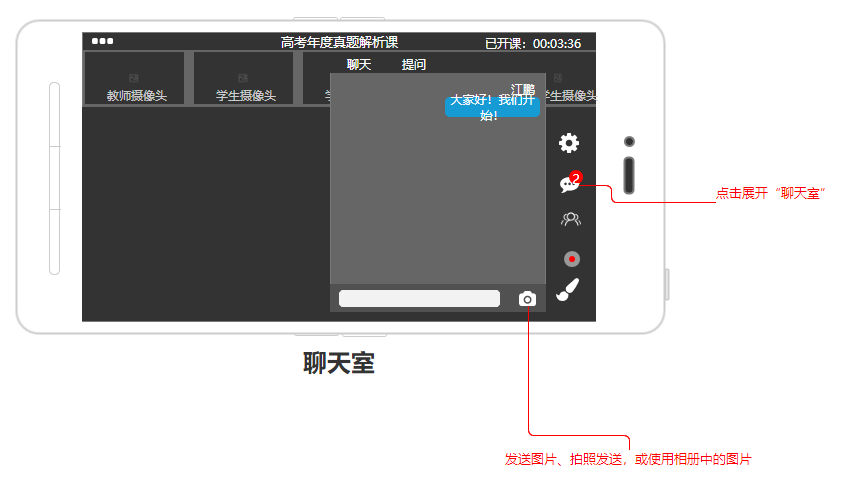 高考年度真题解析课
已开课：00:03:36
聊天 提问
教师摄像头
学生摄像头
学
学生摄像头
江鹏
大家好！我们开
始！
2
点击展开“聊天室”
聊天室
发送图片、拍照发送，或使用相册中的图片